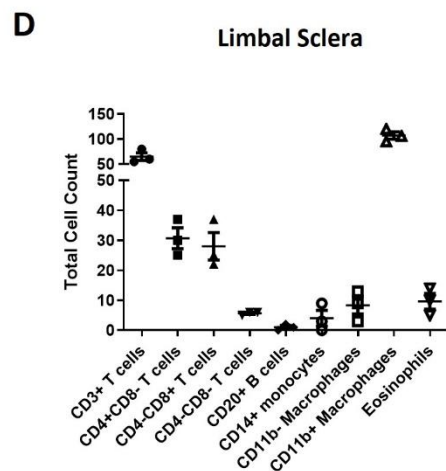 D
Limbal Sclera
Total Cell Count
150
100
50
50
40
30
20
10
0
CD3+ T cells
CD4+CD8- T cells
CD4-CD8+ T cells
CD4-CD8- T cells
CD20+ B cells
CD14+ monocytes
CD11b- Macrophages
CD11b+ Macrophages
Eosinophils